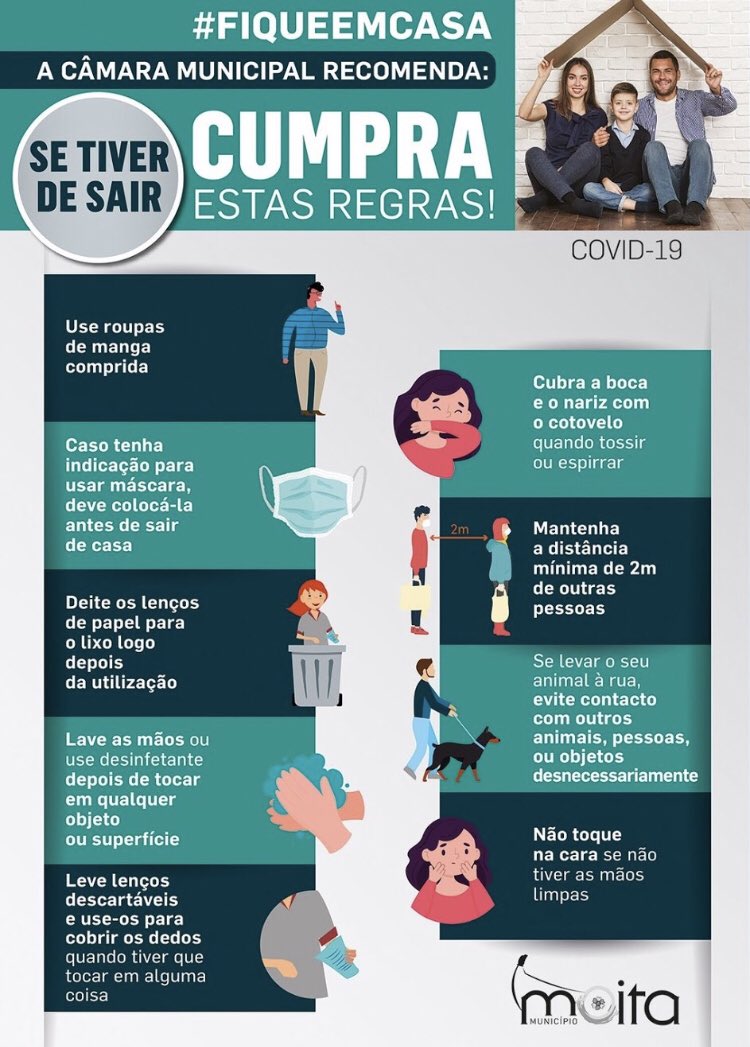 #FIQUEEMCASA
A CÂMARA MUNICIPAL RECOMENDA:
SE TIVER
DE SAIR
CUMPRA
ESTAS REGRAS!
COVID-19
Use roupas
de manga
comprida
Caso tenha
indicação para
usar máscara,
deve colocá-la
antes de sair
de casa
Deite os lenços
de papel para
o lixo logo
depois
da utilização
Lave as mãos ou
use desinfetante
depois de tocar
em qualquer
objeto
ou superfície
Leve lenços
descartáveis
e use-os para
cobrir os dedos
quando tiver que
tocar em alguma
coisa
Cubra a boca
e o nariz com
o cotovelo
quando tossir
ou espirrar
2m
Mantenha
a distância
mínima de 2m
de outras
pessoas
Se levar o seu
animal à rua,
evite contacto
com outros
animais, pessoas,
ou objetos
desnecessariamente
Não toque
na cara se não
tiver as mãos
limpas
moita
MUNICÍPIO